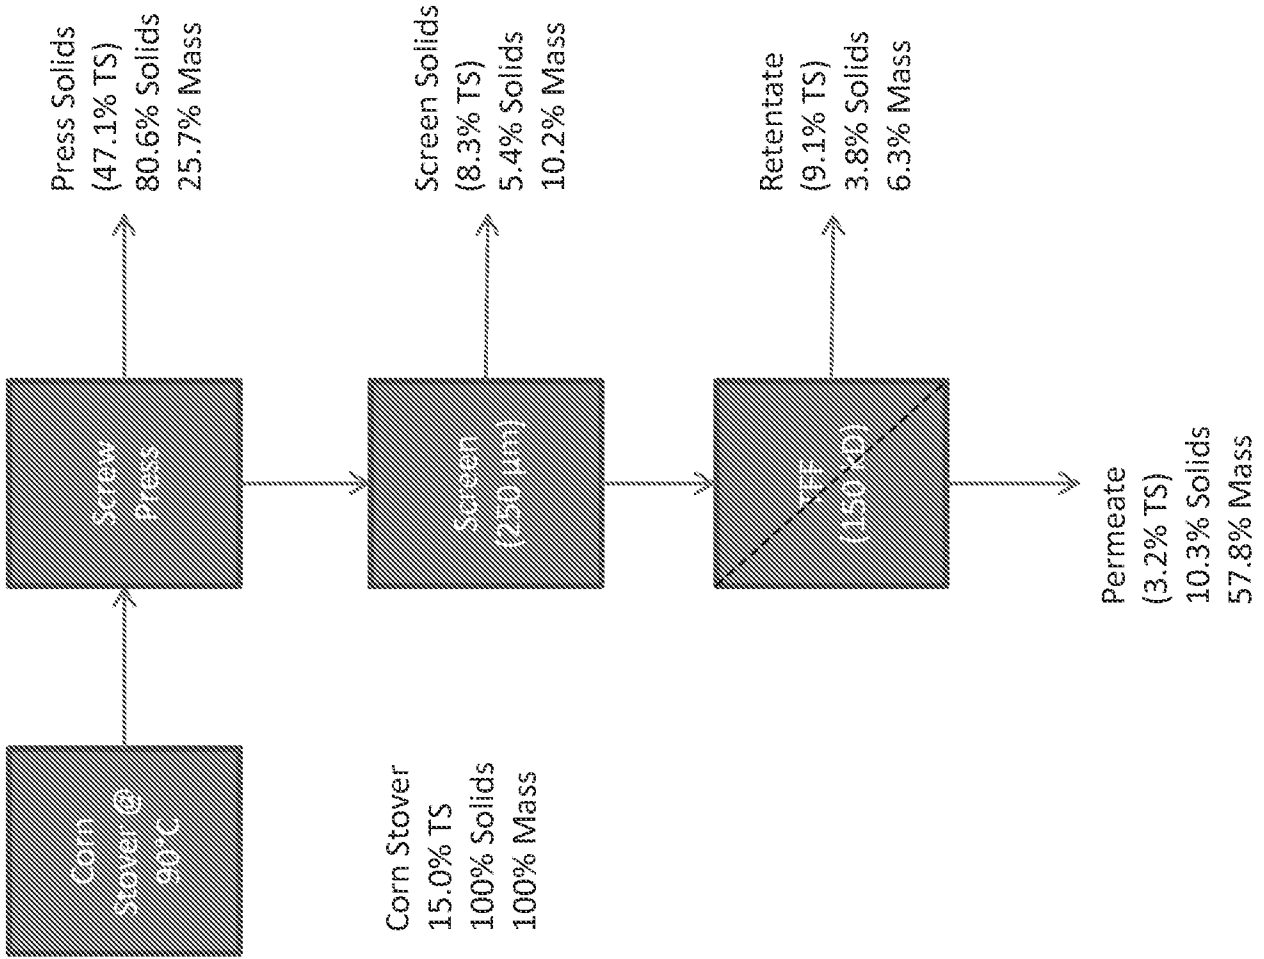 Corn
Stover @
90°C
Corn Stover
15.0% TS
100% Solids
100% Mass
Screw
Press
Press Solids
(47.1% TS)
80.6% Solids
25.7% Mass
Screen
(250 µm)
Screen Solids
(8.3% TS)
5.4% Solids
10.2% Mass
TFF
(150 kD)
Retentate
(9.1% TS)
3.8% Solids
6.3% Mass
Permeate
(3.2% TS)
10.3% Solids
57.8% Mass